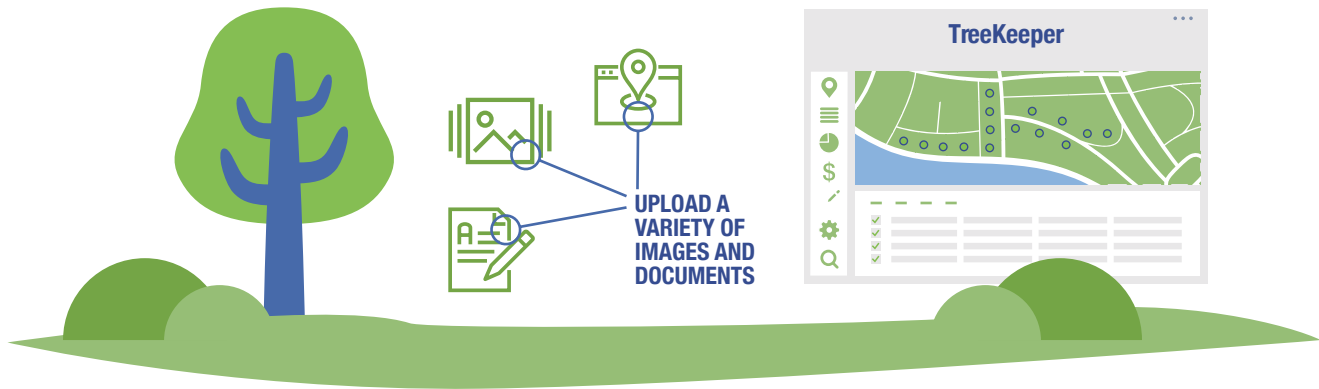 TreeKeeper
$
A
UPLOAD A
VARIETY OF
IMAGES AND
DOCUMENTS